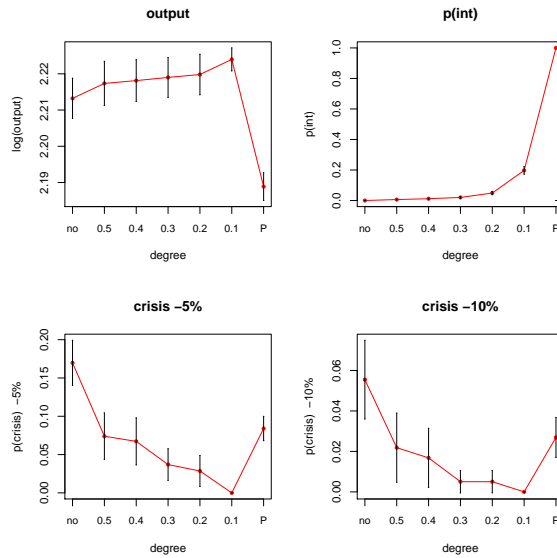 output
log(output)
2.19 2.20 2.21 2.22
no 0.5 0.4 0.3 0.2 0.1 P
degree
p(int)
p(int)
0.0 0.2 0.4 0.6 0.8 1.0
no 0.5 0.4 0.3 0.2 0.1 P
degree
crisis −5%
p(crisis) −5%
0.00 0.05 0.10 0.15 0.20
no 0.5 0.4 0.3 0.2 0.1 P
degree
crisis −10%
p(crisis) −10%
0.00 0.02 0.04 0.06
no 0.5 0.4 0.3 0.2 0.1 P
degree